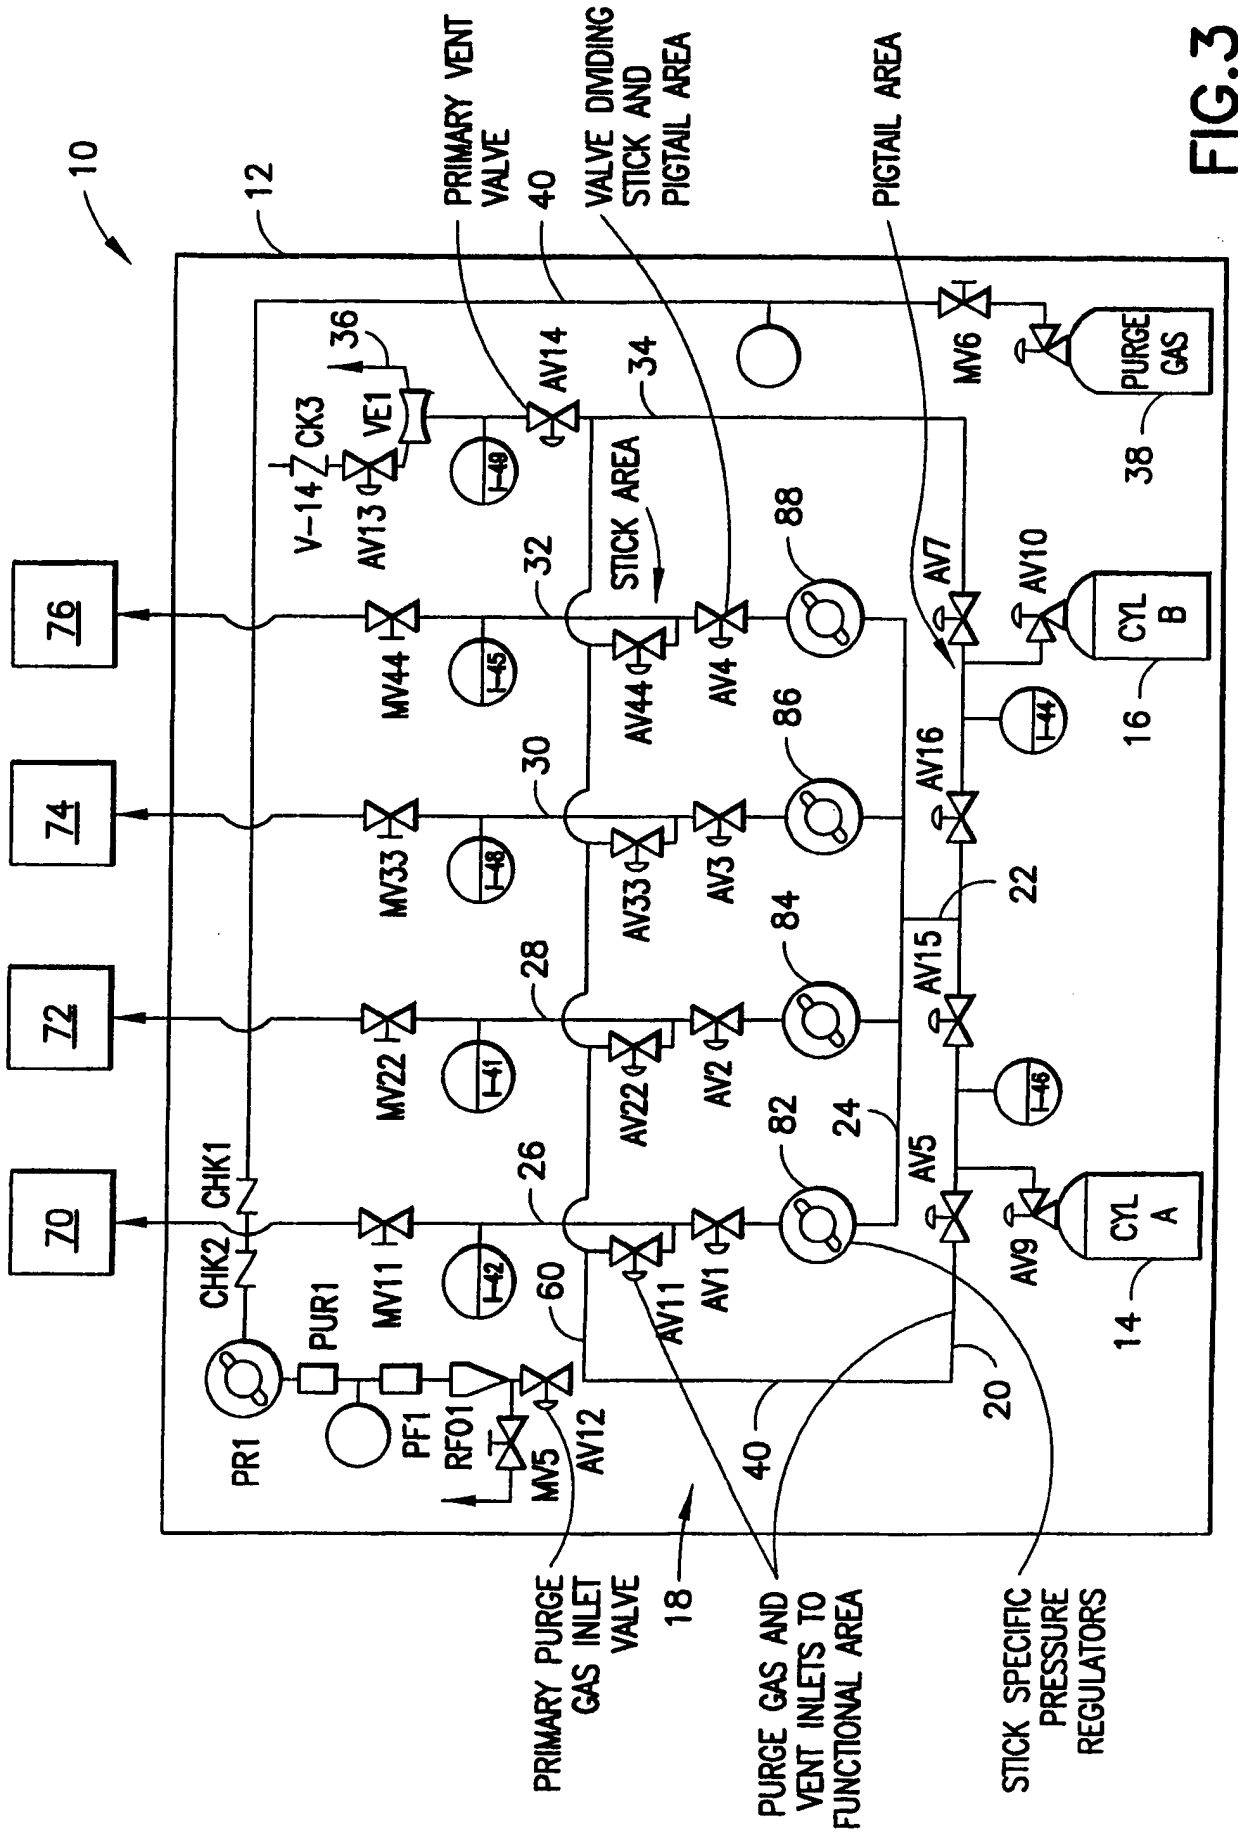 10
12
70
72
74
76
CHK2
CHK1
PR1
PUR1
PF1
RF01
MV5
AV12
PRIMARY PURGE
GAS INLET
VALVE
MV11
MV22
MV33
MV44
V-14
CK3
AV13
VE1
36
I-42
I-41
I-48
I-45
I-49
AV14
PRIMARY VENT
VALVE
40
60
26
28
30
32
STICK AREA
34
VALVE DIVIDING
STICK AND
PIGTAIL AREA
AV11
AV22
AV33
AV44
AV1
AV2
AV3
AV4
18
40
82
84
86
88
PURGE GAS AND
VENT INLETS TO
FUNCTIONAL AREA
24
PIGTAIL AREA
20
AV5
AV15
22
AV16
AV7
MV6
I-46
I-44
AV9
AV10
STICK SPECIFIC
PRESSURE
REGULATORS
14
CYL
A
16
CYL
B
38
PURGE
GAS
FIG.3